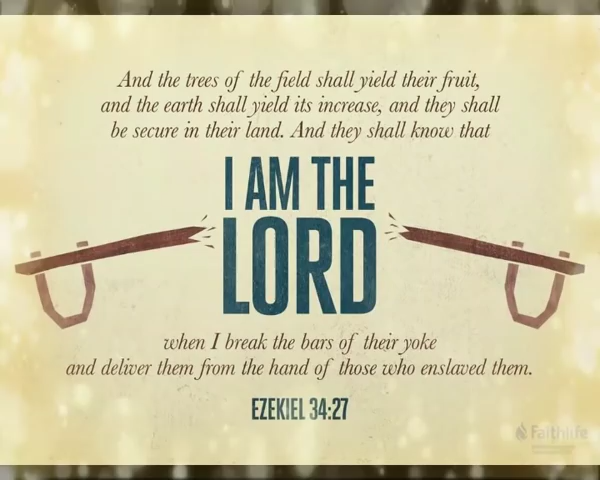 And the trees of the field shall yield their fruit,
and the earth shall yield its increase, and they shall
be secure in their land. And they shall know that
I AM THE
LORD
when I break the bars of their yoke
and deliver them from the hand of those who enslaved them.
EZEKIEL 34:27
Faithlife